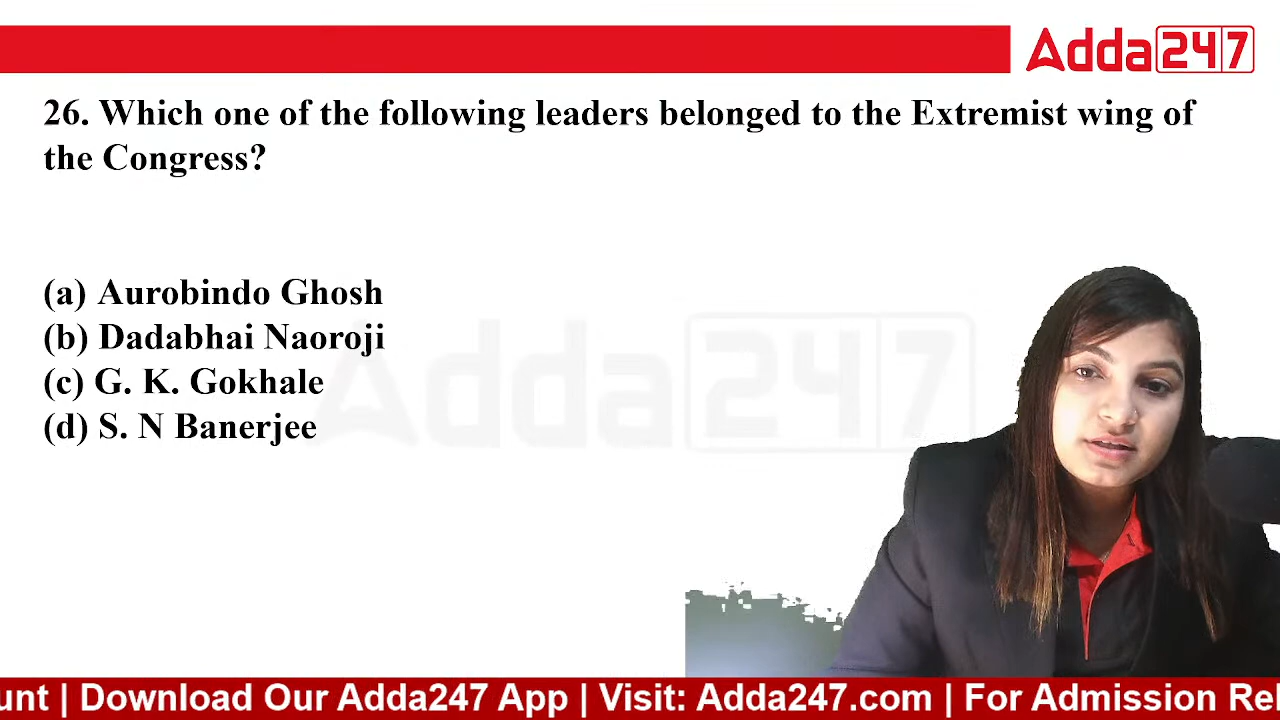 Adda247
26. Which one of the following leaders belonged to the Extremist wing of
the Congress?
(a) Aurobindo Ghosh
(b) Dadabhai Naoroji
(c) G. K. Gokhale
(d) S. N Banerjee
Adda247
unt | Download Our Adda247 App | Visit: Adda247.com | For Admission Rel